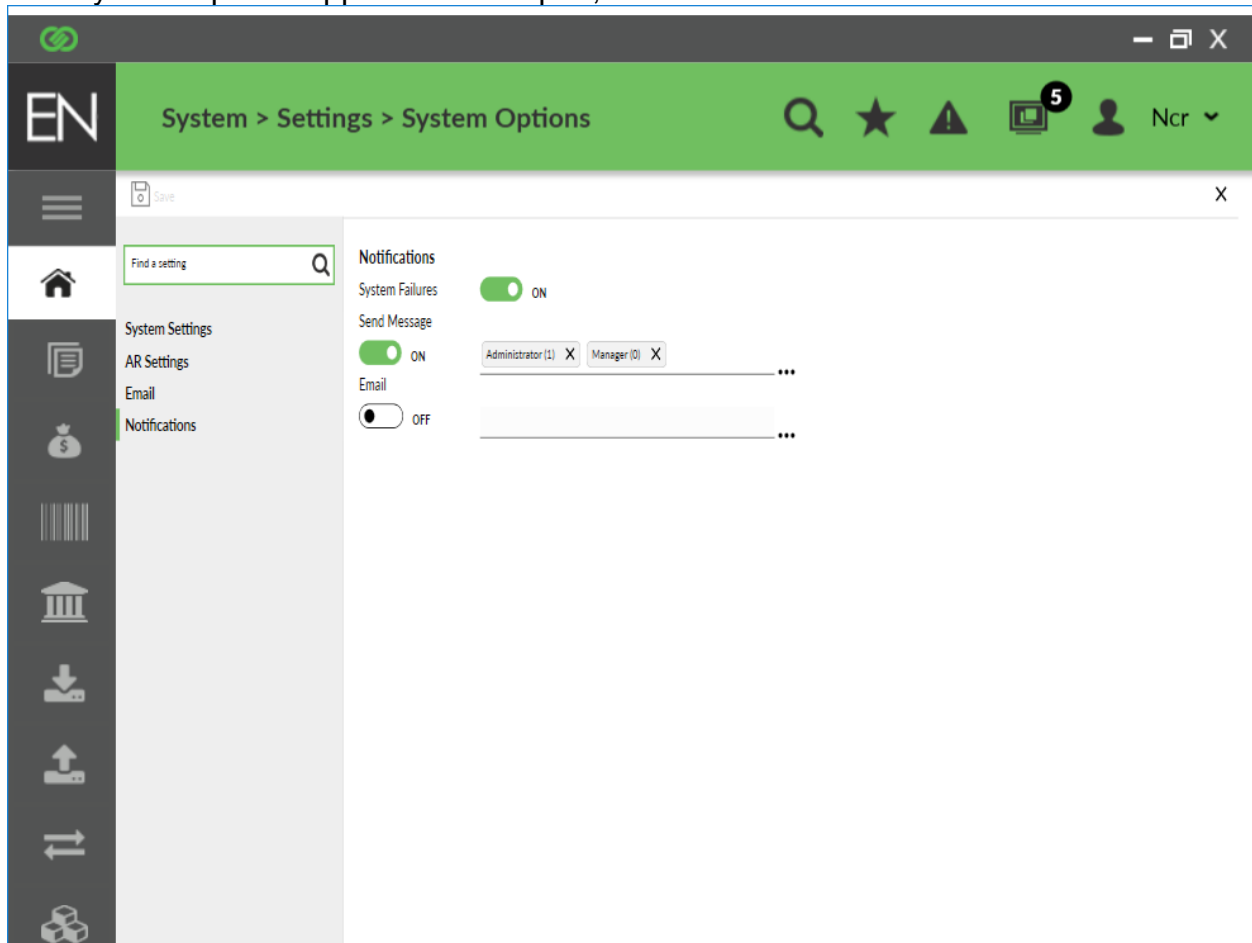 EN
System > Settings > System Options
5
Ncr
Save
X
Find a setting
System Settings
AR Settings
Email
Notifications
Notifications
System Failures
ON
Send Message
ON
Administrator (1) X
Manager (0) X
...
Email
OFF
...